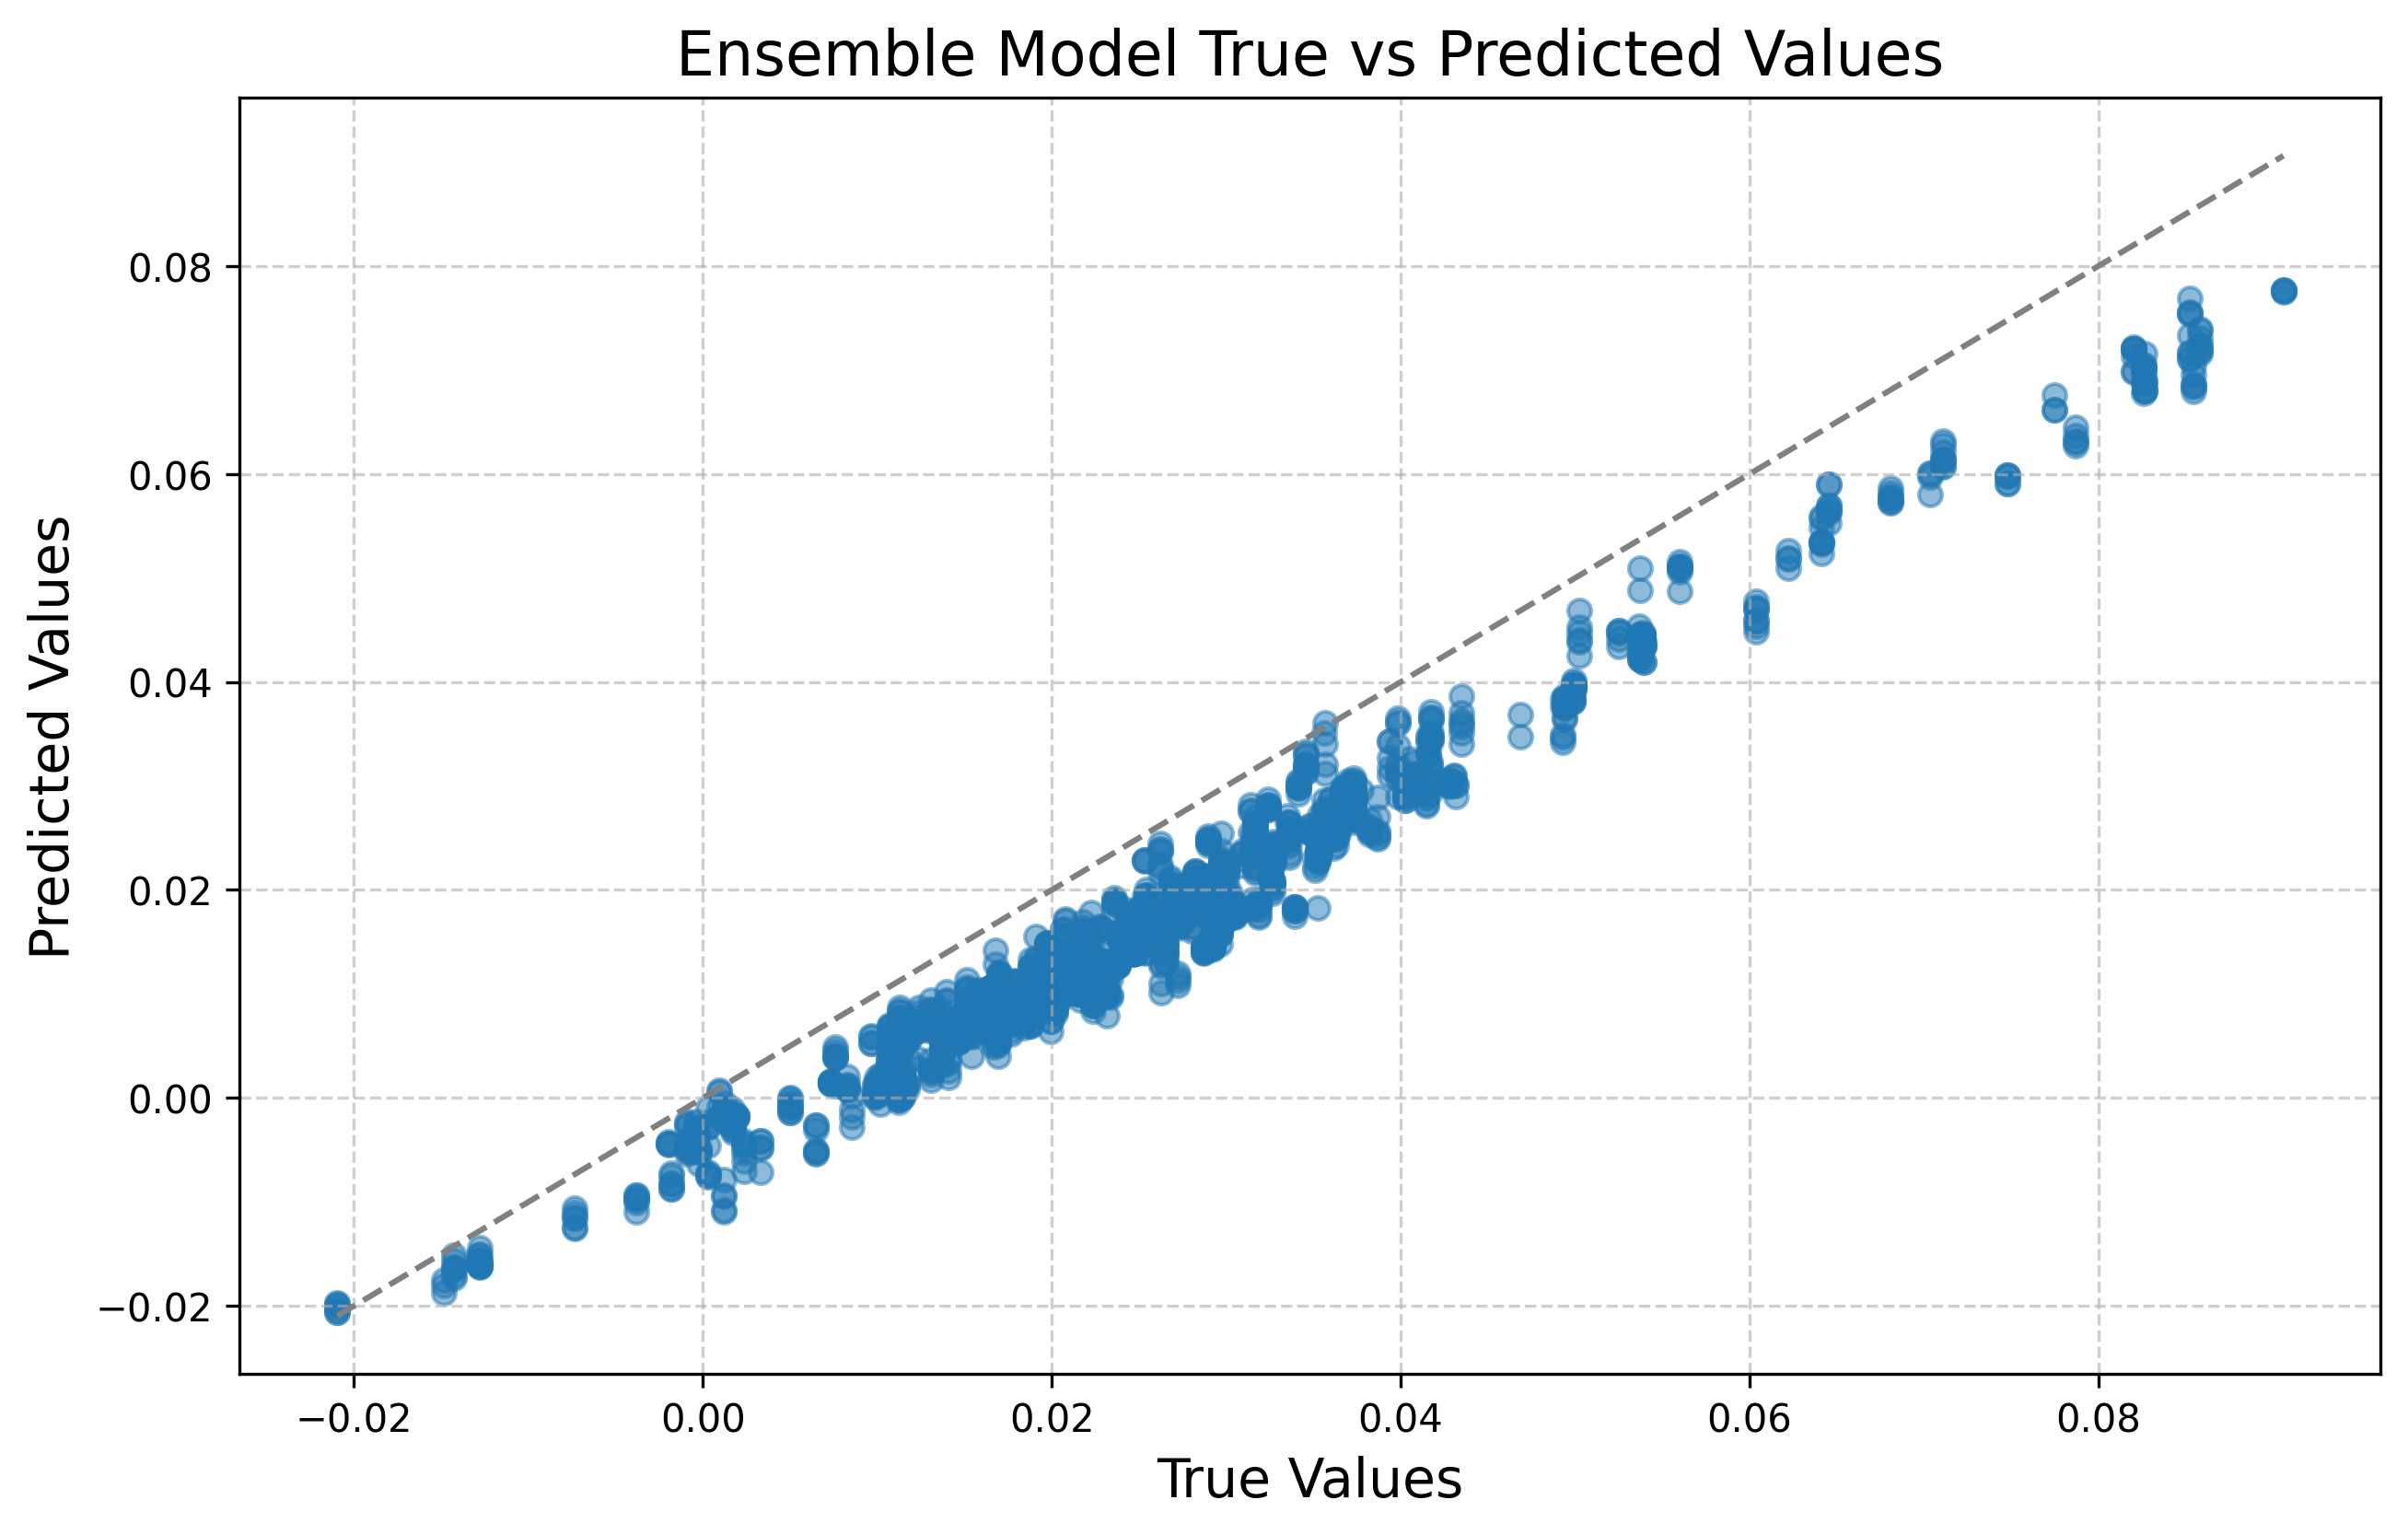 Ensemble Model True vs Predicted Values
Predicted Values
0.08
0.06
0.04
0.02
0.00
−0.02
−0.02 0.00 0.02 0.04 0.06 0.08
True Values